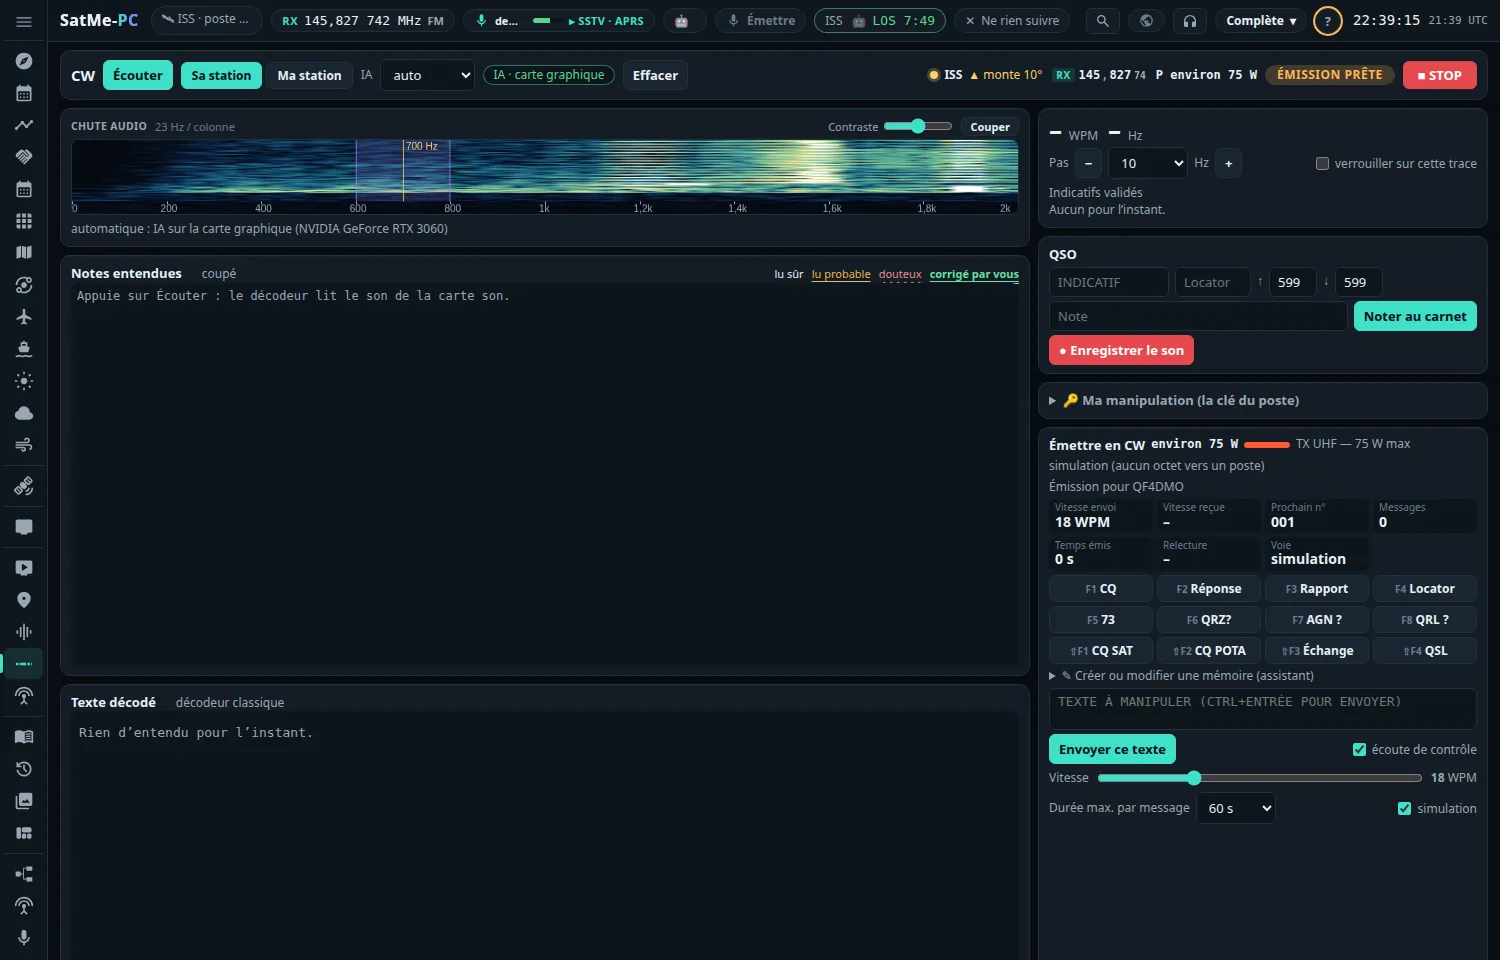 SatMe-PC ISS · poste ... RX 145,827 742 MHz FM de... ▸ SSTV · APRS Émettre ISS LOS 7:49 ✕ Ne rien suivre Complète ▾ ? 22:39:15 21:39 UTC
CW Écouter Sa station Ma station IA auto IA · carte graphique Effacer ISS ▲ monte 10° RX 145,827 74 P environ 75 W ÉMISSION PRÊTE ■ STOP
CHUTE AUDIO 23 Hz / colonne Contraste Couper
700 Hz
0 200 400 600 800 1k 1,2k 1,4k 1,6k 1,8k 2k
automatique : IA sur la carte graphique (NVIDIA GeForce RTX 3060)
Notes entendues coupé lu sûr lu probable douteux corrigé par vous
Appuie sur Écouter : le décodeur lit le son de la carte son.
Texte décodé décodeur classique
Rien d’entendu pour l’instant.
– WPM – Hz
Pas − 10 Hz + verrouiller sur cette trace
Indicatifs validés
Aucun pour l’instant.
QSO
INDICATIF Locator ↑ 599 ↓ 599
Note Noter au carnet
● Enregistrer le son
▶ 🔑 Ma manipulation (la clé du poste)
Émettre en CW environ 75 W TX UHF — 75 W max
simulation (aucun octet vers un poste)
Émission pour QF4DMO
Vitesse envoi Vitesse reçue Prochain n° Messages
18 WPM – 001 0
Temps émis Relecture Voie
0 s – simulation
F1 CQ F2 Réponse F3 Rapport F4 Locator
F5 73 F6 QRZ? F7 AGN ? F8 QRL ?
⇧F1 CQ SAT ⇧F2 CQ POTA ⇧F3 Échange ⇧F4 QSL
▶ ✎ Créer ou modifier une mémoire (assistant)
TEXTE À MANIPULER (CTRL+ENTRÉE POUR ENVOYER)
Envoyer ce texte écoute de contrôle
Vitesse 18 WPM
Durée max. par message 60 s simulation